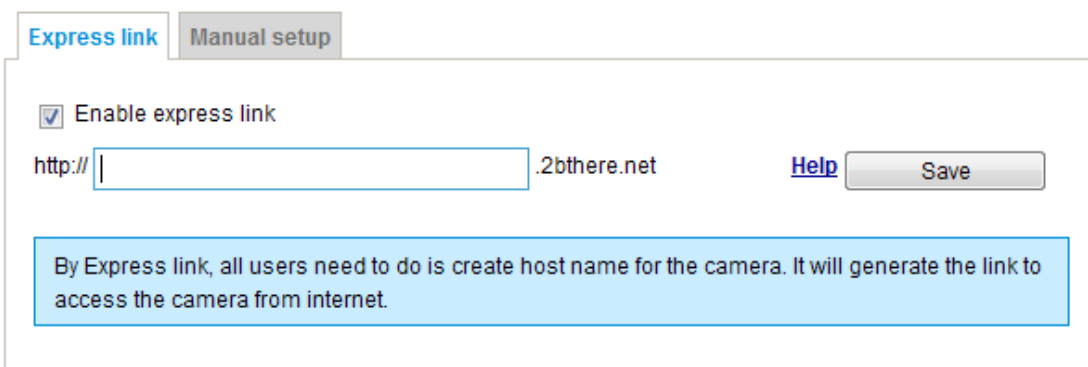 Express link Manual setup
Enable express link
http:// .2bthere.net Help Save
By Express link, all users need to do is create host name for the camera. It will generate the link to
access the camera from internet.